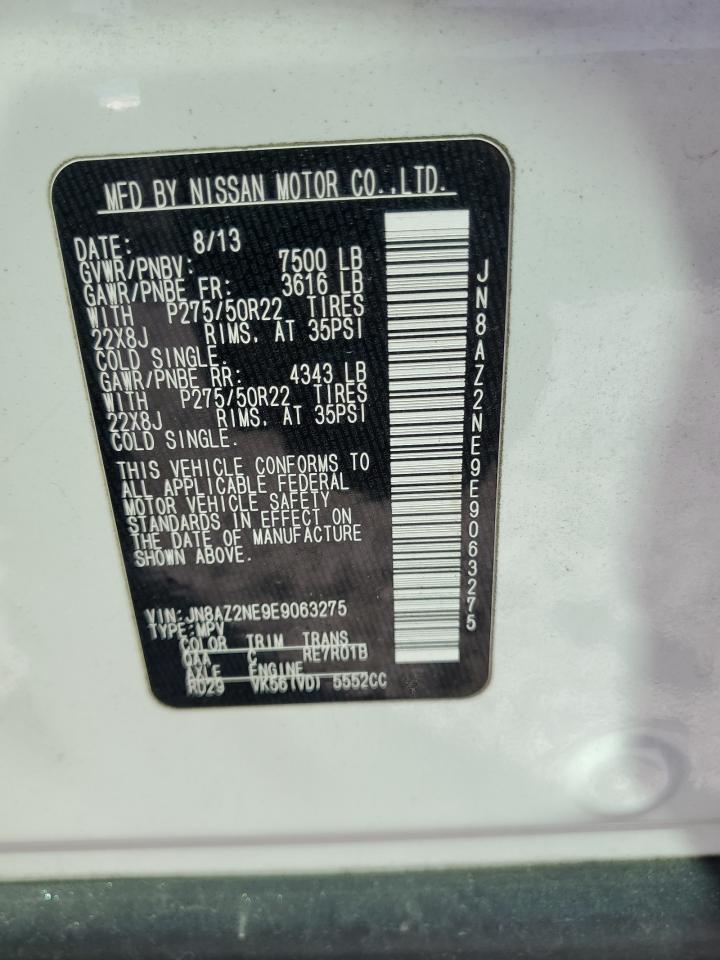 MFD BY NISSAN MOTOR CO.,LTD.
DATE: 8/13
GVWR/PNBV: 7500 LB
GAWR/PNBE FR: 3616 LB
WITH P275/50R22 TIRES
22X8J RIMS. AT 35PSI
COLD SINGLE.
GAWR/PNBE RR: 4343 LB
WITH P275/50R22 TIRES
22X8J RIMS. AT 35PSI
COLD SINGLE.
THIS VEHICLE CONFORMS TO
ALL APPLICABLE FEDERAL
MOTOR VEHICLE SAFETY
STANDARDS IN EFFECT ON
THE DATE OF MANUFACTURE
SHOWN ABOVE.
VIN: JN8AZ2NE9E9063275
TYPE: MPV
COLOR TRIM TRANS
QAA C RE7R01B
AXLE ENGINE
RD29 VK56(VD) 5552CC
JN8AZ2NE9E9063275